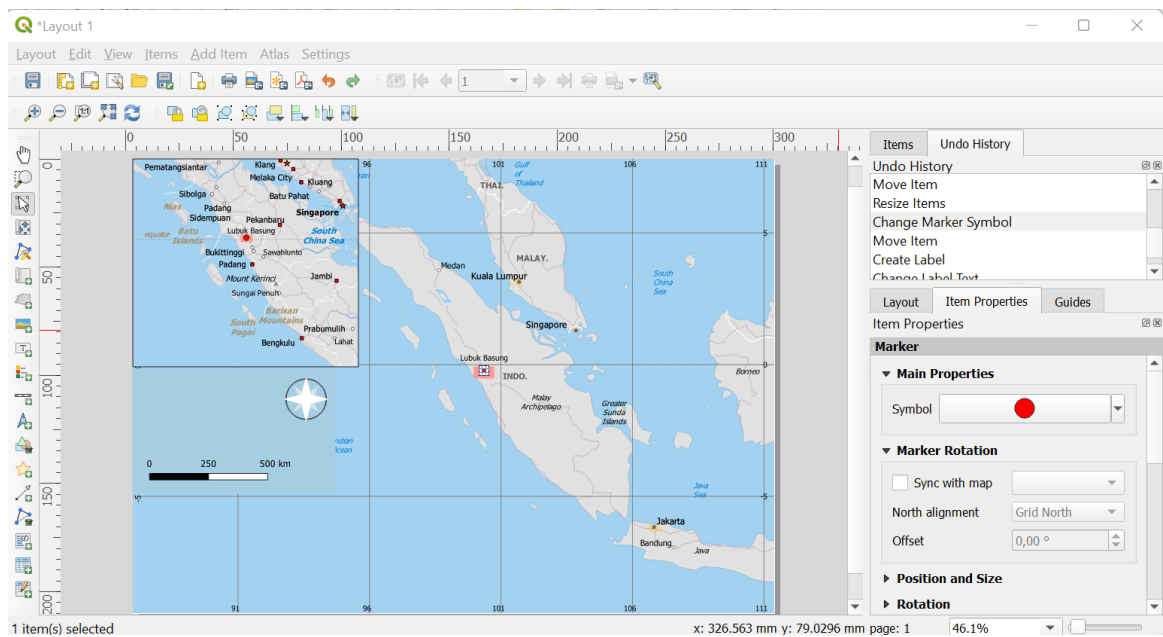 *Layout 1
Layout Edit View Items Add Item Atlas Settings
1
0 50 100 150 200 250 300
0
50
100
150
200
Pematangsiantar
Klang
Melaka City
Kluang
Sibolga
Batu Pahat
Nias
Padang
Sidempuan
Singapore
Pekanbaru
equator
Batu
Islands
Lubuk Basung
South
China Sea
Bukittinggi
Sawahlunto
Padang
Mount Kerinci
Jambi
Sungai Penuh
Barisan
Mountains
South
Pagai
Prabumulih
Bengkulu
Lahat
96 101 106 111
Gulf
of
Thailand
THAI.
5
MALAY.
Medan
Kuala Lumpur
South
China
Sea
Singapore
Lubuk Basung
0
INDO.
Borneo
Malay
Archipelago
Greater
Sunda
Islands
ndian
ocean
0 250 500 km
-5
Java
Sea
-5
Jakarta
Bandung
Java
91 96 101 106 111
Items Undo History
Undo History
Move Item
Resize Items
Change Marker Symbol
Move Item
Create Label
Change Label Text
Layout Item Properties Guides
Item Properties
Marker
Main Properties
Symbol
Marker Rotation
Sync with map
North alignment Grid North
Offset 0,00 °
Position and Size
Rotation
1 item(s) selected
x: 326.563 mm y: 79.0296 mm page: 1 46.1%